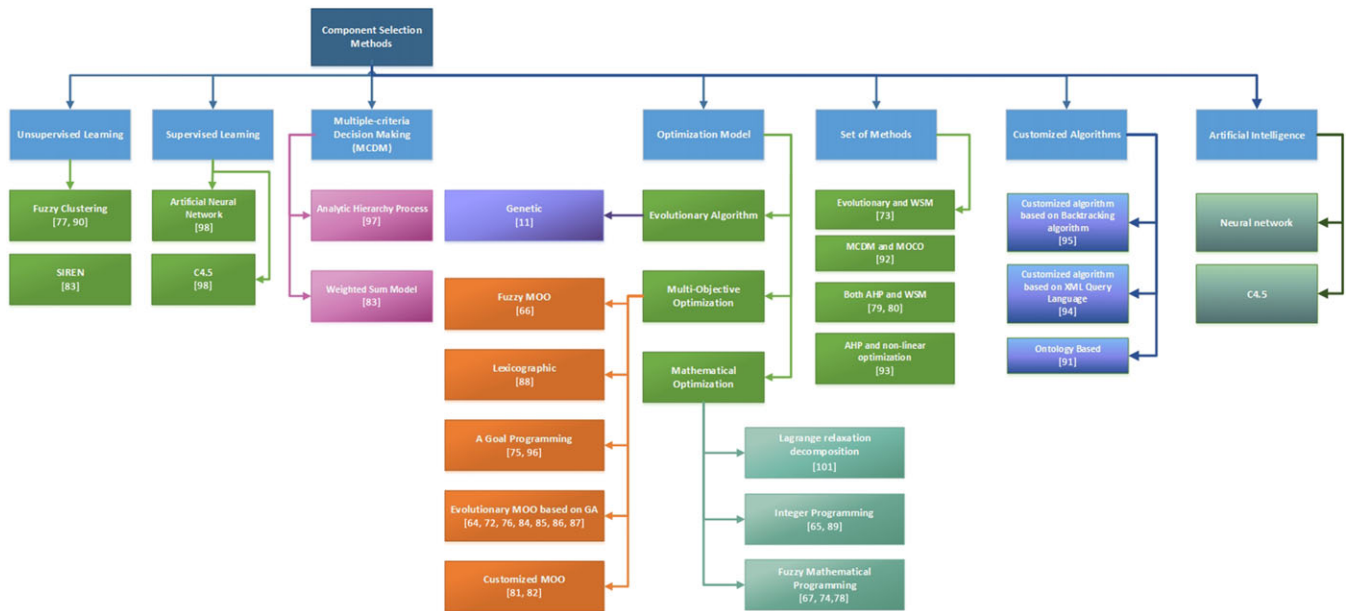 Component Selection
Methods
Unsupervised Learning
Supervised Learning
Multiple-criteria
Decision Making
(MCDM)
Optimization Model
Set of Methods
Customized Algorithms
Artificial Intelligence
Fuzzy Clustering
[77, 90]
SIREN
[83]
Artificial Neural
Network
[98]
C4.5
[98]
Analytic Hierarchy Process
[97]
Weighted Sum Model
[83]
Genetic
[11]
Evolutionary Algorithm
Multi-Objective
Optimization
Mathematical
Optimization
Fuzzy MOO
[66]
Lexicographic
[88]
A Goal Programming
[75, 96]
Evolutionary MOO based on GA
[64, 72, 76, 84, 85, 86, 87]
Customized MOO
[81, 82]
Lagrange relaxation
decomposition
[101]
Integer Programming
[65, 89]
Fuzzy Mathematical
Programming
[67, 74,78]
Evolutionary and WSM
[73]
MCDM and MOCO
[92]
Both AHP and WSM
[79, 80]
AHP and non-linear
optimization
[93]
Customized algorithm
based on Backtracking
algorithm
[95]
Customized algorithm
based on XML Query
Language
[94]
Ontology Based
[91]
Neural network
C4.5